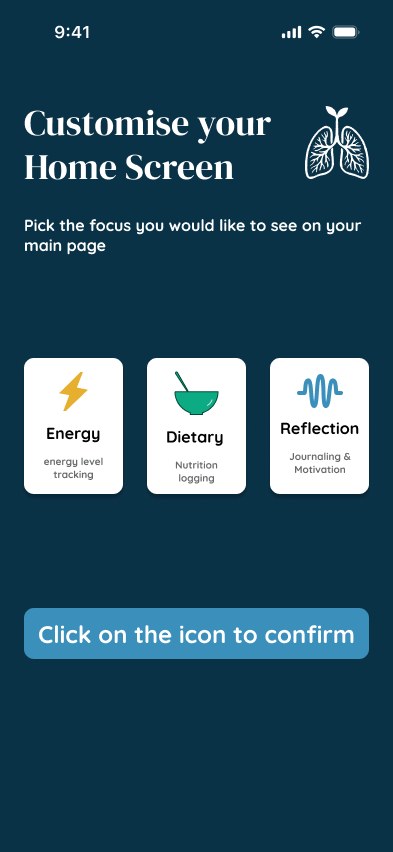 9:41
Customise your
Home Screen
Pick the focus you would like to see on your
main page
Energy
energy level
tracking
Dietary
Nutrition
logging
Reflection
Journaling &
Motivation
Click on the icon to confirm